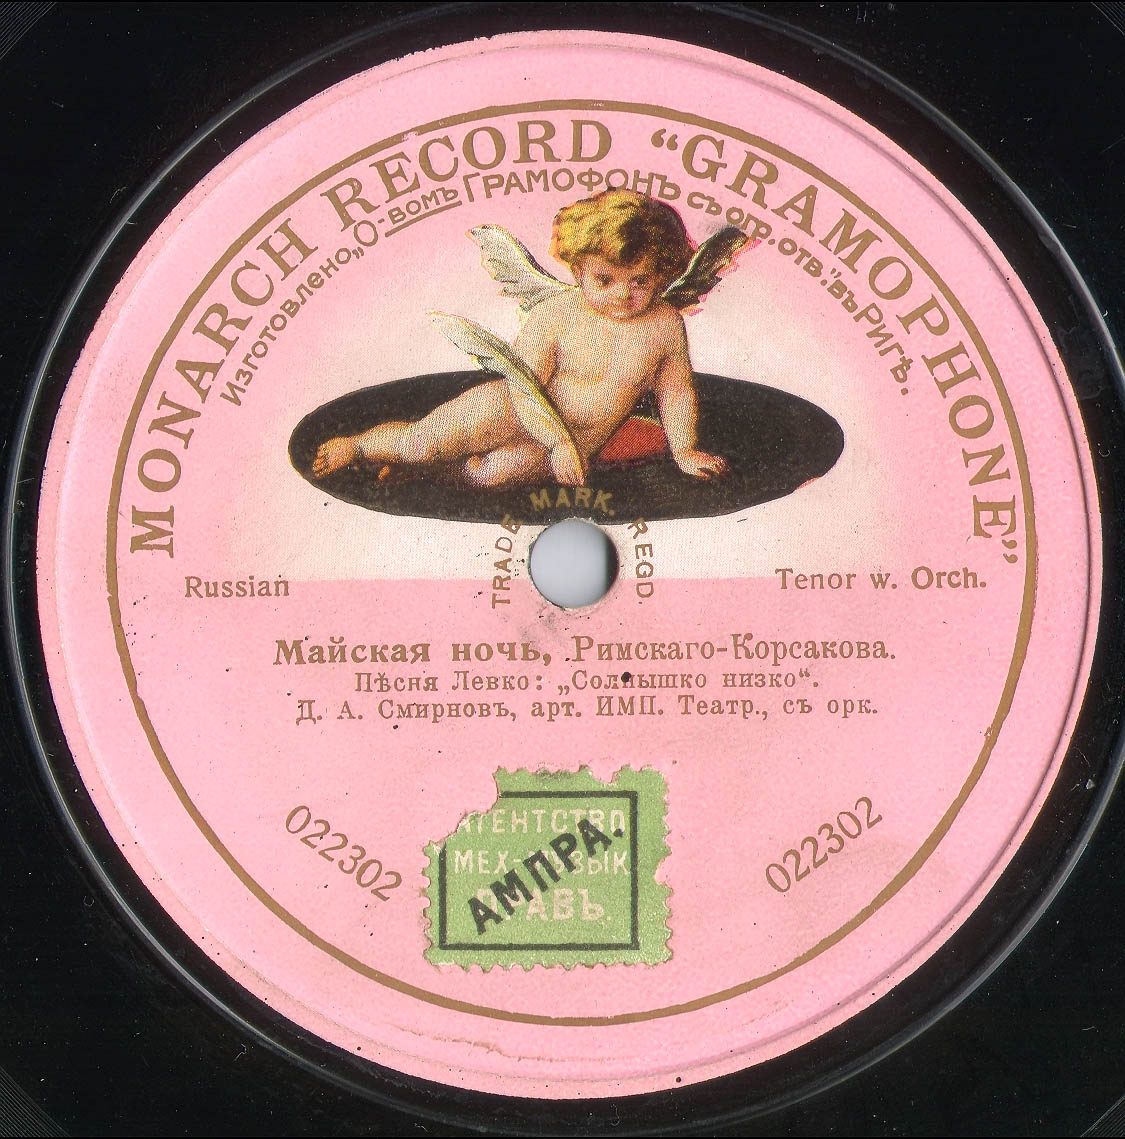 MONARCH RECORD “GRAMOPHONE”
Изготовлено „О-вомъ ГРАМОФОНЪ съ огр. отв.“ въ Ригѣ.
TRADE MARK. REGD.
Russian
Tenor w. Orch.
Майская ночь, Римскаго-Корсакова.
Пѣсня Левко: „Солнышко низко“.
Д. А. Смирновъ, арт. ИМП. Театр., съ орк.
022302
022302
АГЕНТСТВО
МЕХ-МУЗЫК
ПРАВЪ.
АМПРА.